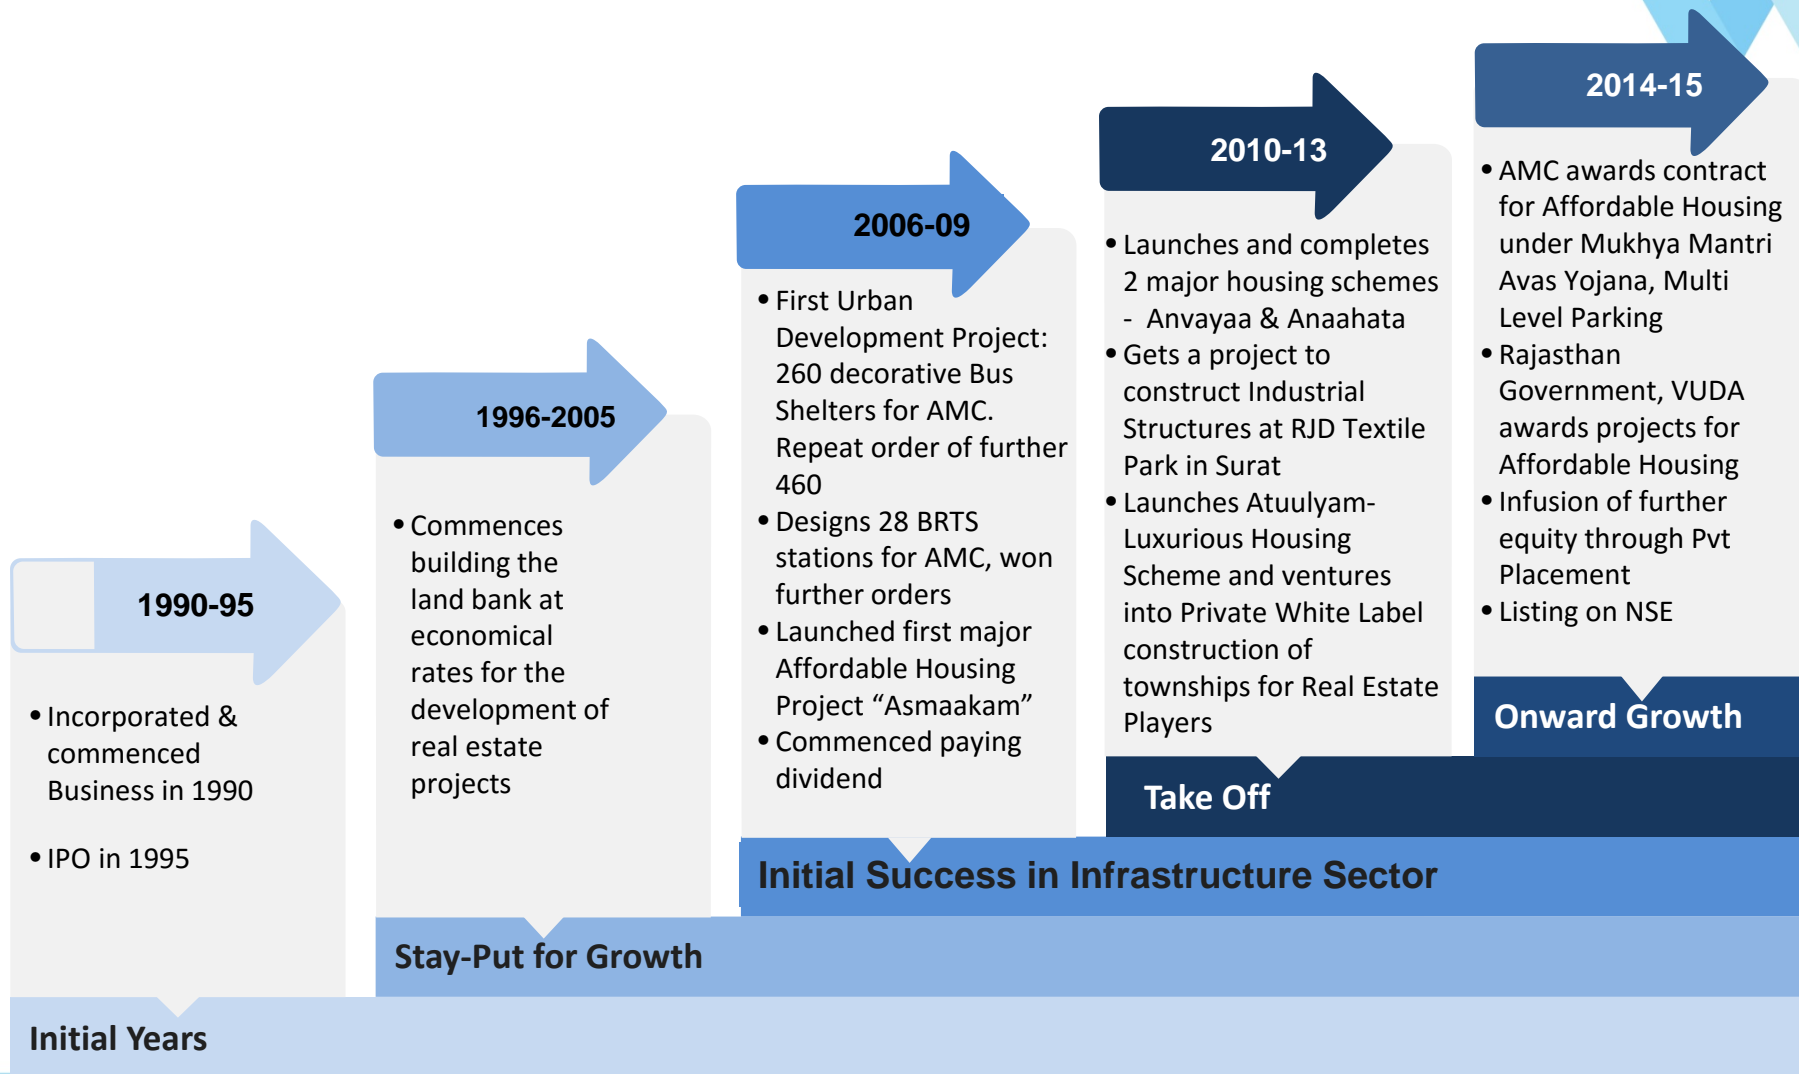 1990-95
• Incorporated &
commenced
Business in 1990
• IPO in 1995
Initial Years
1996-2005
• Commences
building the
land bank at
economical
rates for the
development of
real estate
projects
Stay-Put for Growth
2006-09
• First Urban
Development Project:
260 decorative Bus
Shelters for AMC.
Repeat order of further
460
• Designs 28 BRTS
stations for AMC, won
further orders
• Launched first major
Affordable Housing
Project “Asmaakam”
• Commenced paying
dividend
Initial Success in Infrastructure Sector
2010-13
• Launches and completes
2 major housing schemes
- Anvayaa & Anaahata
• Gets a project to
construct Industrial
Structures at RJD Textile
Park in Surat
• Launches Atuulyam-
Luxurious Housing
Scheme and ventures
into Private White Label
construction of
townships for Real Estate
Players
Take Off
2014-15
• AMC awards contract
for Affordable Housing
under Mukhya Mantri
Avas Yojana, Multi
Level Parking
• Rajasthan
Government, VUDA
awards projects for
Affordable Housing
• Infusion of further
equity through Pvt
Placement
• Listing on NSE
Onward Growth